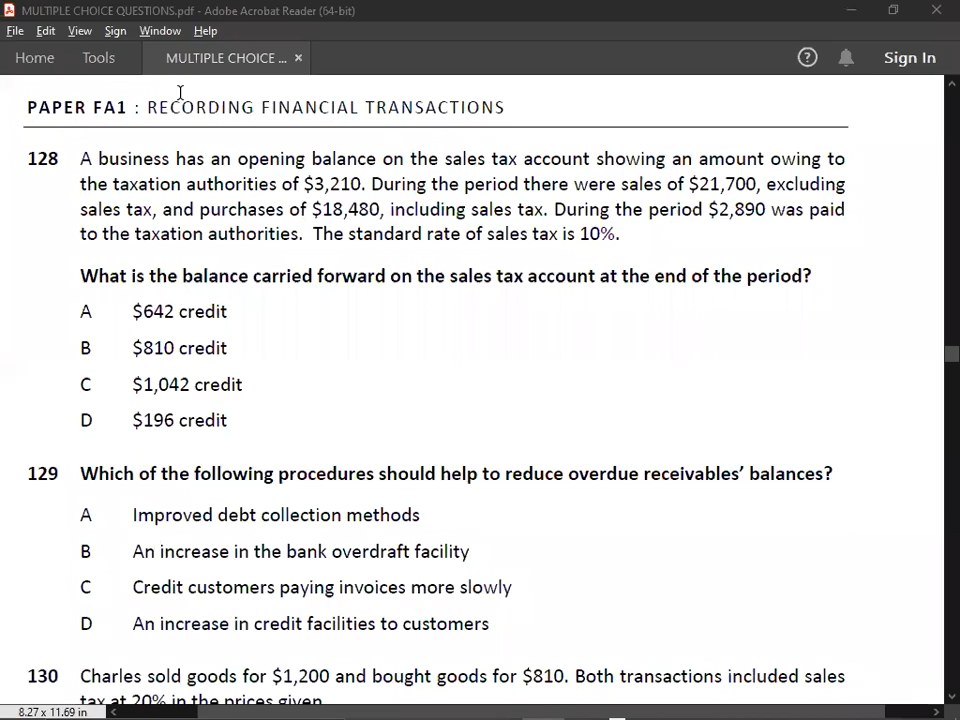 MULTIPLE CHOICE QUESTIONS.pdf - Adobe Acrobat Reader (64-bit)
File Edit View Sign Window Help
Home Tools MULTIPLE CHOICE ... × ? Sign In
PAPER FA1 : RECORDING FINANCIAL TRANSACTIONS
128 A business has an opening balance on the sales tax account showing an amount owing to
the taxation authorities of $3,210. During the period there were sales of $21,700, excluding
sales tax, and purchases of $18,480, including sales tax. During the period $2,890 was paid
to the taxation authorities. The standard rate of sales tax is 10%.
What is the balance carried forward on the sales tax account at the end of the period?
A $642 credit
B $810 credit
C $1,042 credit
D $196 credit
129 Which of the following procedures should help to reduce overdue receivables' balances?
A Improved debt collection methods
B An increase in the bank overdraft facility
C Credit customers paying invoices more slowly
D An increase in credit facilities to customers
130 Charles sold goods for $1,200 and bought goods for $810. Both transactions included sales
tax at 20% in the prices given.
8.27 x 11.69 in